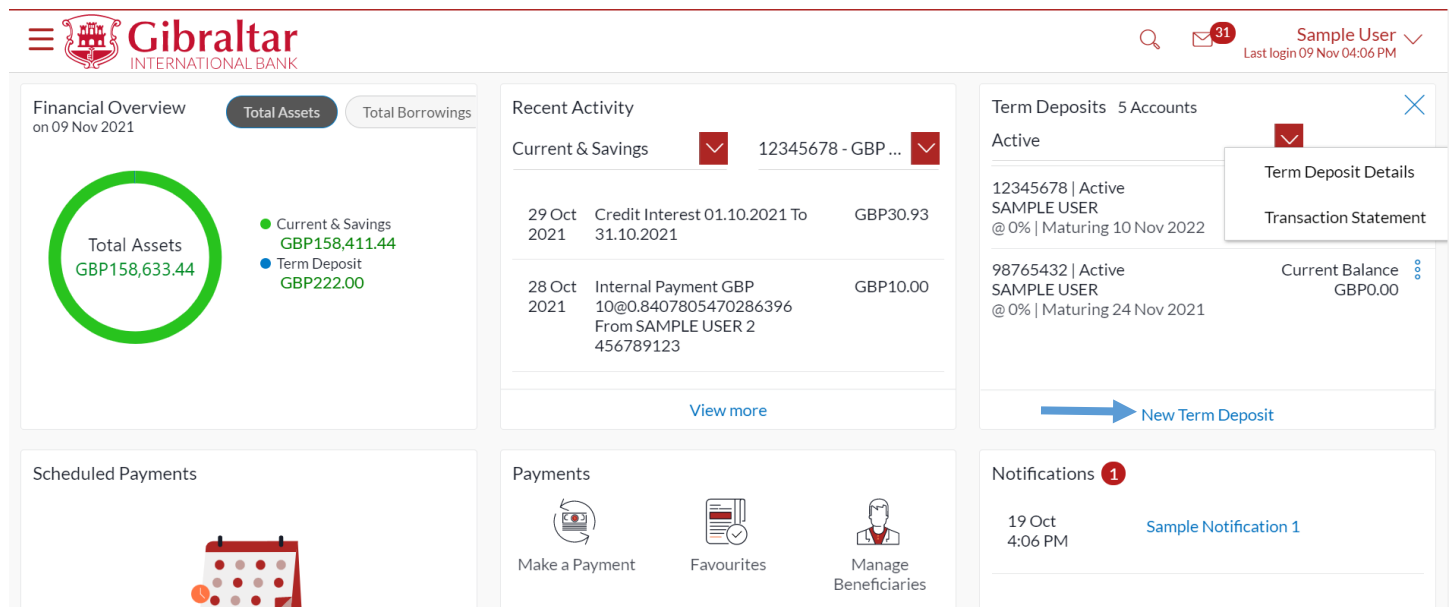 Gibraltar
INTERNATIONAL BANK
31
Sample User
Last login 09 Nov 04:06 PM
Financial Overview
on 09 Nov 2021
Total Assets
Total Borrowings
Total Assets
GBP158,633.44
Current & Savings
GBP158,411.44
Term Deposit
GBP222.00
Recent Activity
Current & Savings
12345678 - GBP ...
29 Oct Credit Interest 01.10.2021 To GBP30.93
2021 31.10.2021
28 Oct Internal Payment GBP GBP10.00
2021 10@0.8407805470286396
From SAMPLE USER 2
456789123
View more
Term Deposits 5 Accounts
Active
Term Deposit Details
Transaction Statement
12345678 | Active
SAMPLE USER
@ 0% | Maturing 10 Nov 2022
98765432 | Active Current Balance
SAMPLE USER GBP0.00
@ 0% | Maturing 24 Nov 2021
New Term Deposit
Scheduled Payments
Payments
Make a Payment
Favourites
Manage
Beneficiaries
Notifications 1
19 Oct
4:06 PM
Sample Notification 1